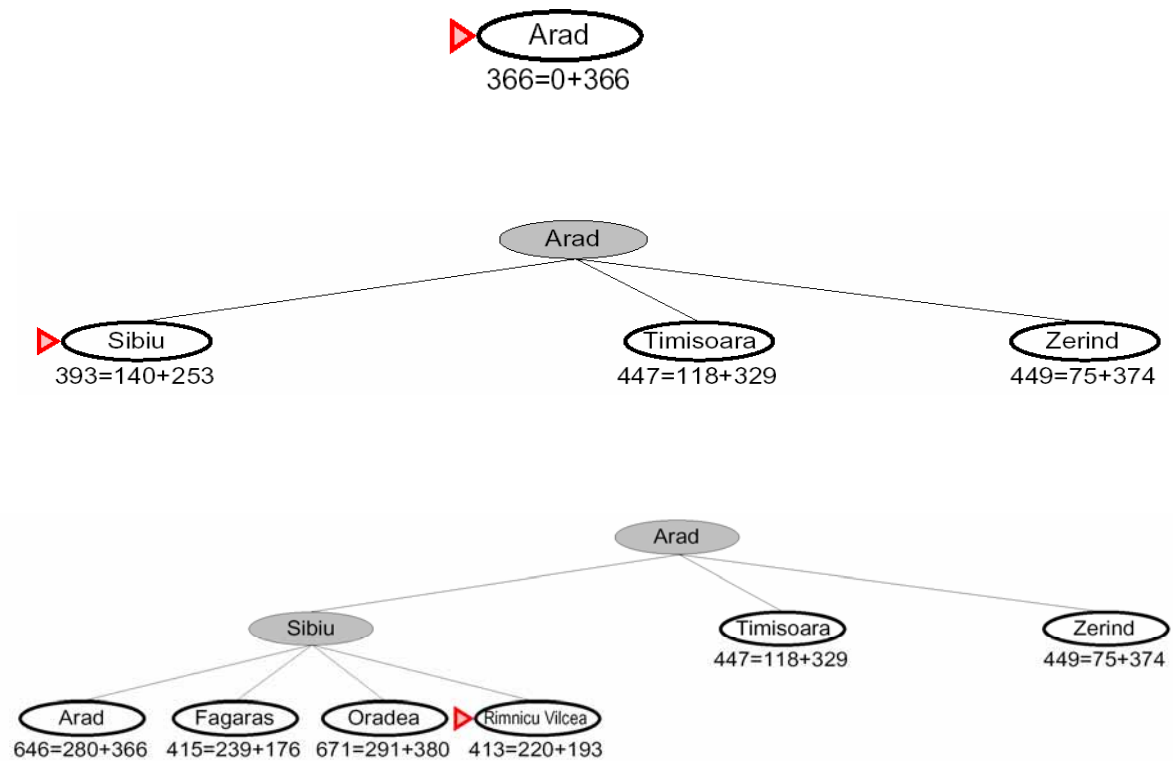 Arad
366=0+366
Arad
Sibiu Timisoara Zerind
393=140+253 447=118+329 449=75+374
Arad
Sibiu Timisoara Zerind
447=118+329 449=75+374
Arad Fagaras Oradea Rimnicu Vilcea
646=280+366 415=239+176 671=291+380 413=220+193